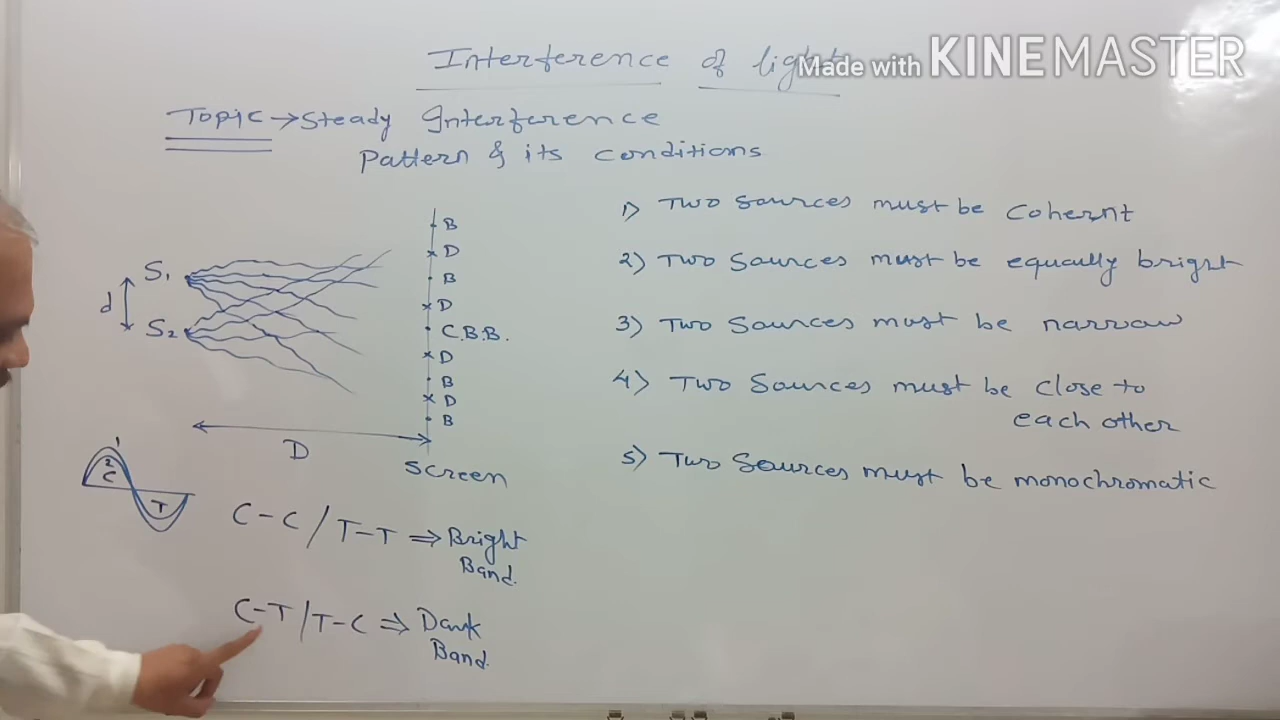 Interference of light
Made with KINEMASTER
Topic → Steady Interference
Pattern & its conditions
S₁
S₂
d
B
D
B
D
C.B.B.
D
B
D
B
D
Screen
1
2
C
T
C-C / T-T ⇒ Bright
Band.
C-T / T-C ⇒ Dark
Band.
1) Two sources must be coherent
2) Two sources must be equally bright
3) Two sources must be narrow
4) Two sources must be close to
each other
5) Two sources must be monochromatic